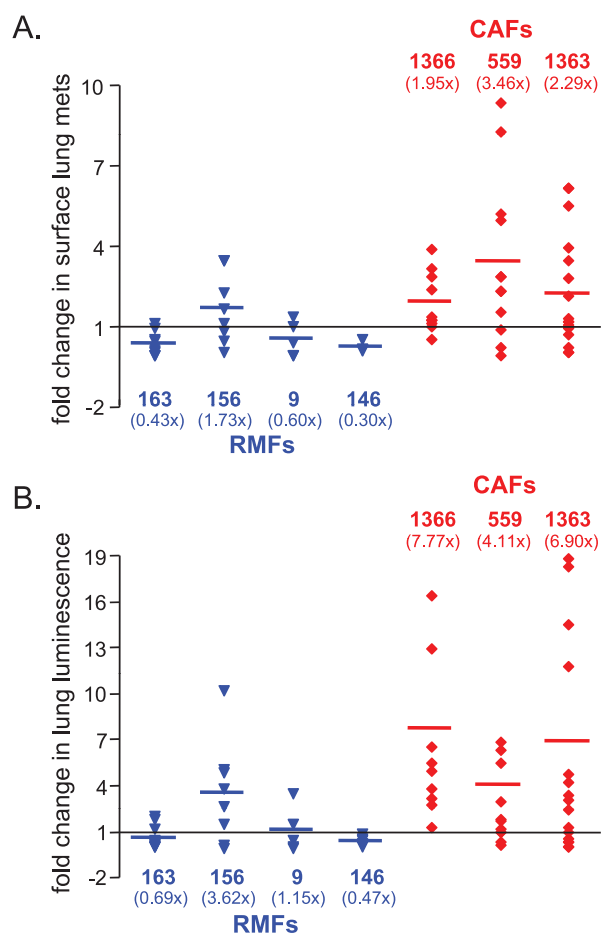 A.
CAFs
1366 559 1363
(1.95x) (3.46x) (2.29x)
fold change in surface lung mets
10
7
4
1
-2
163 156 9 146
(0.43x) (1.73x) (0.60x) (0.30x)
RMFs
B.
CAFs
1366 559 1363
(7.77x) (4.11x) (6.90x)
fold change in lung luminescence
19
16
13
10
7
4
1
-2
163 156 9 146
(0.69x) (3.62x) (1.15x) (0.47x)
RMFs